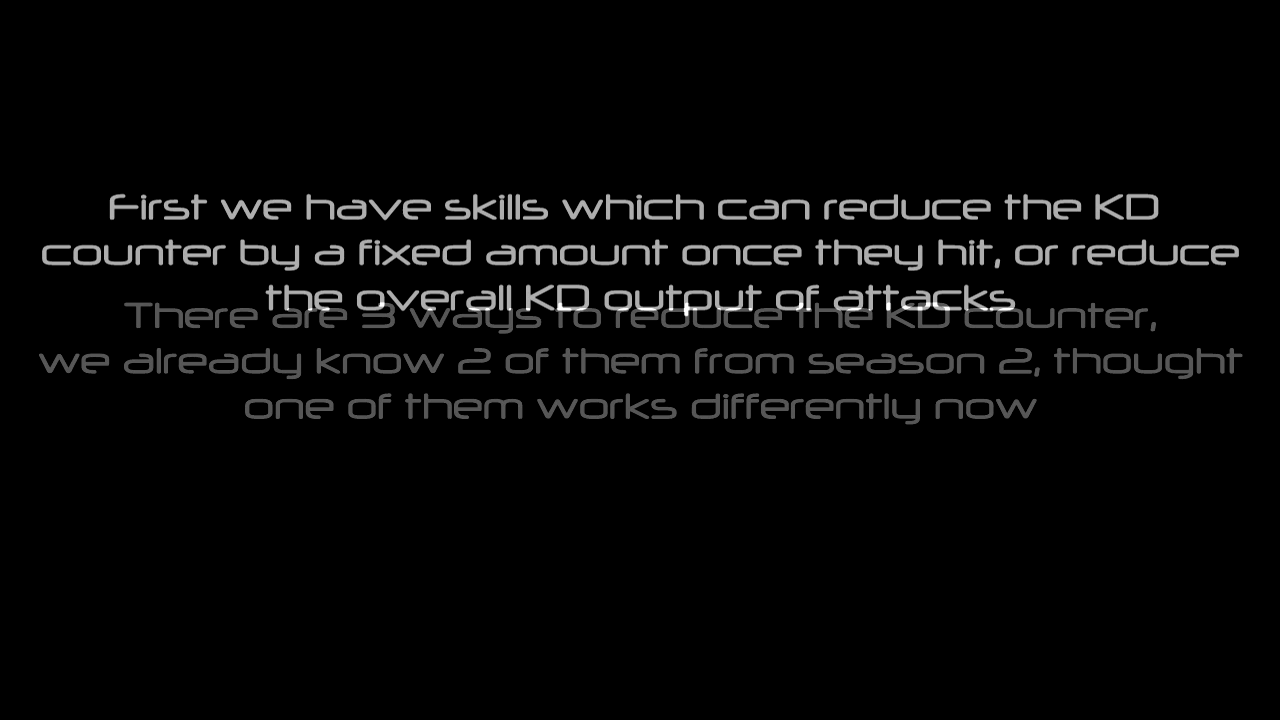 First we have skills which can reduce the KD
counter by a fixed amount once they hit, or reduce
the overall KD output of attacks
There are 3 ways to reduce the KD counter,
we already know 2 of them from season 2, thought
one of them works differently now